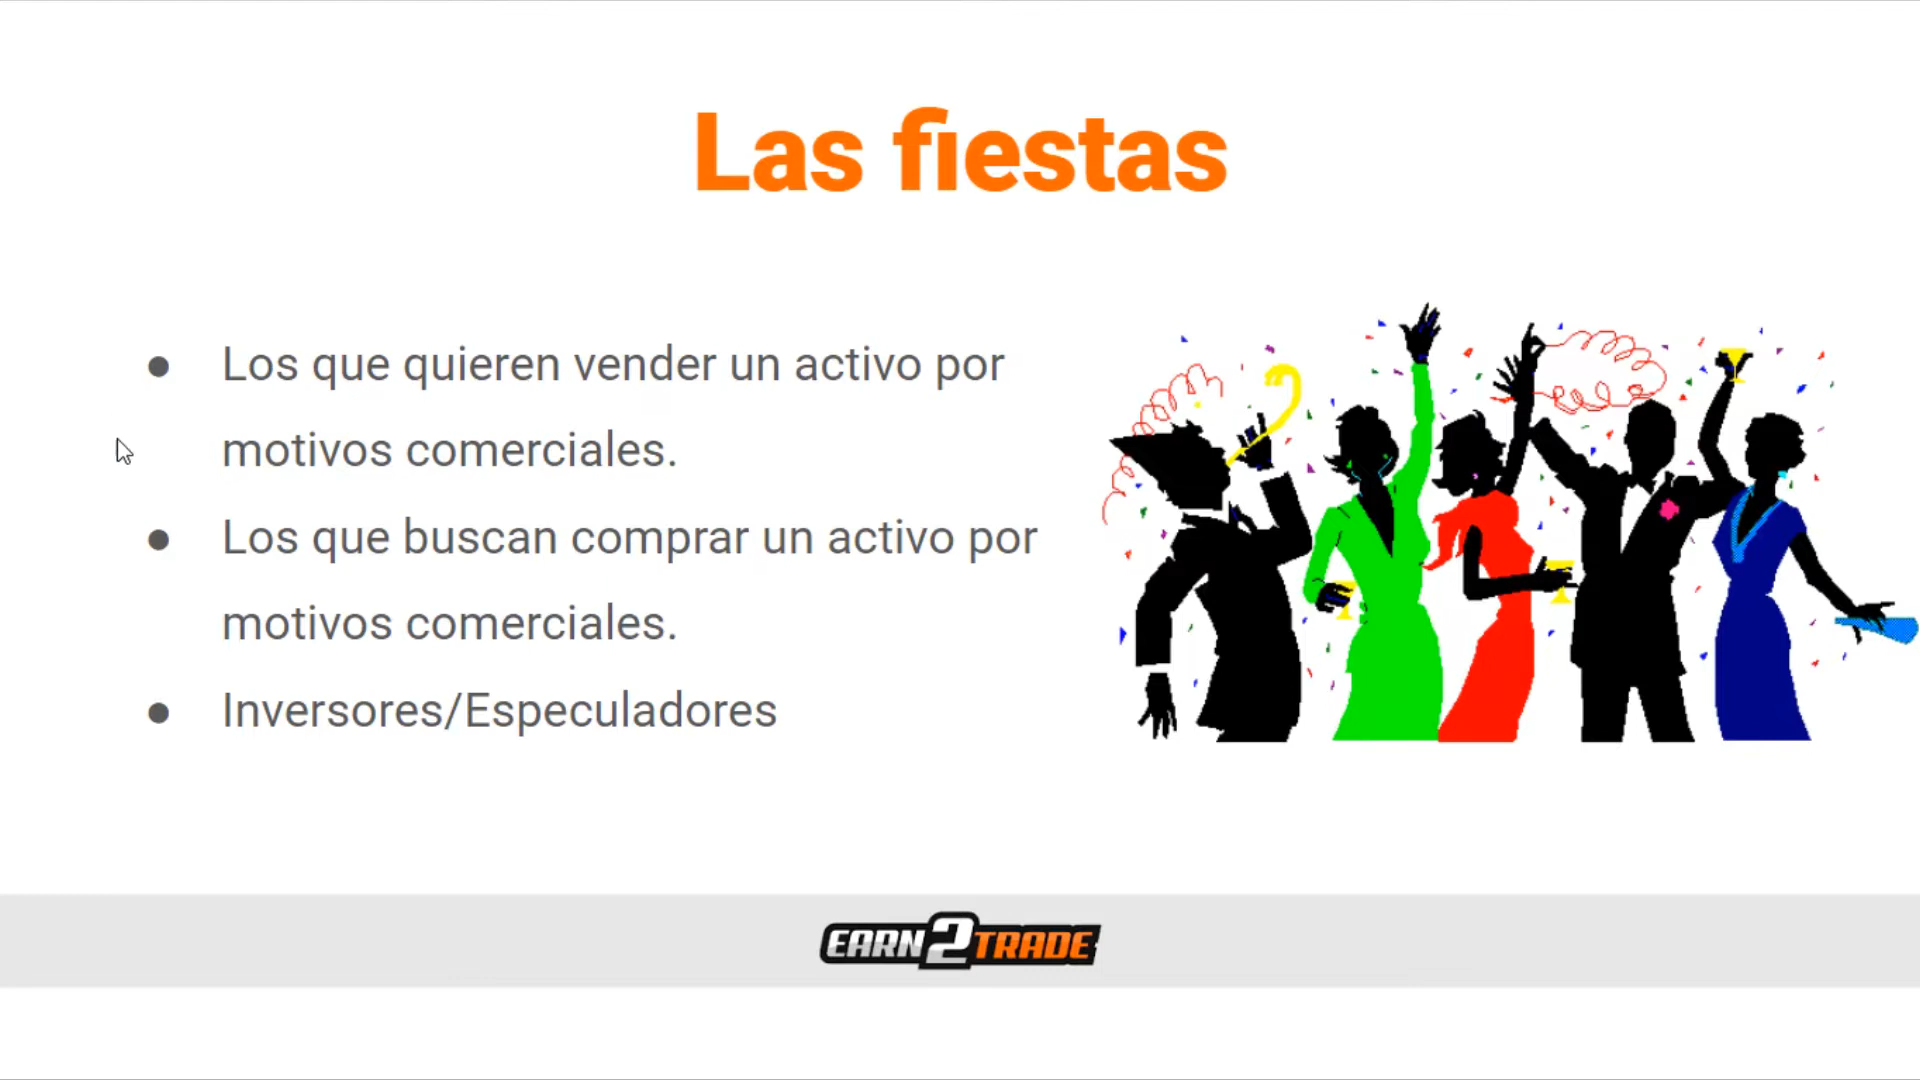 Las fiestas
● Los que quieren vender un activo por
motivos comerciales.
● Los que buscan comprar un activo por
motivos comerciales.
● Inversores/Especuladores
EARN2TRADE